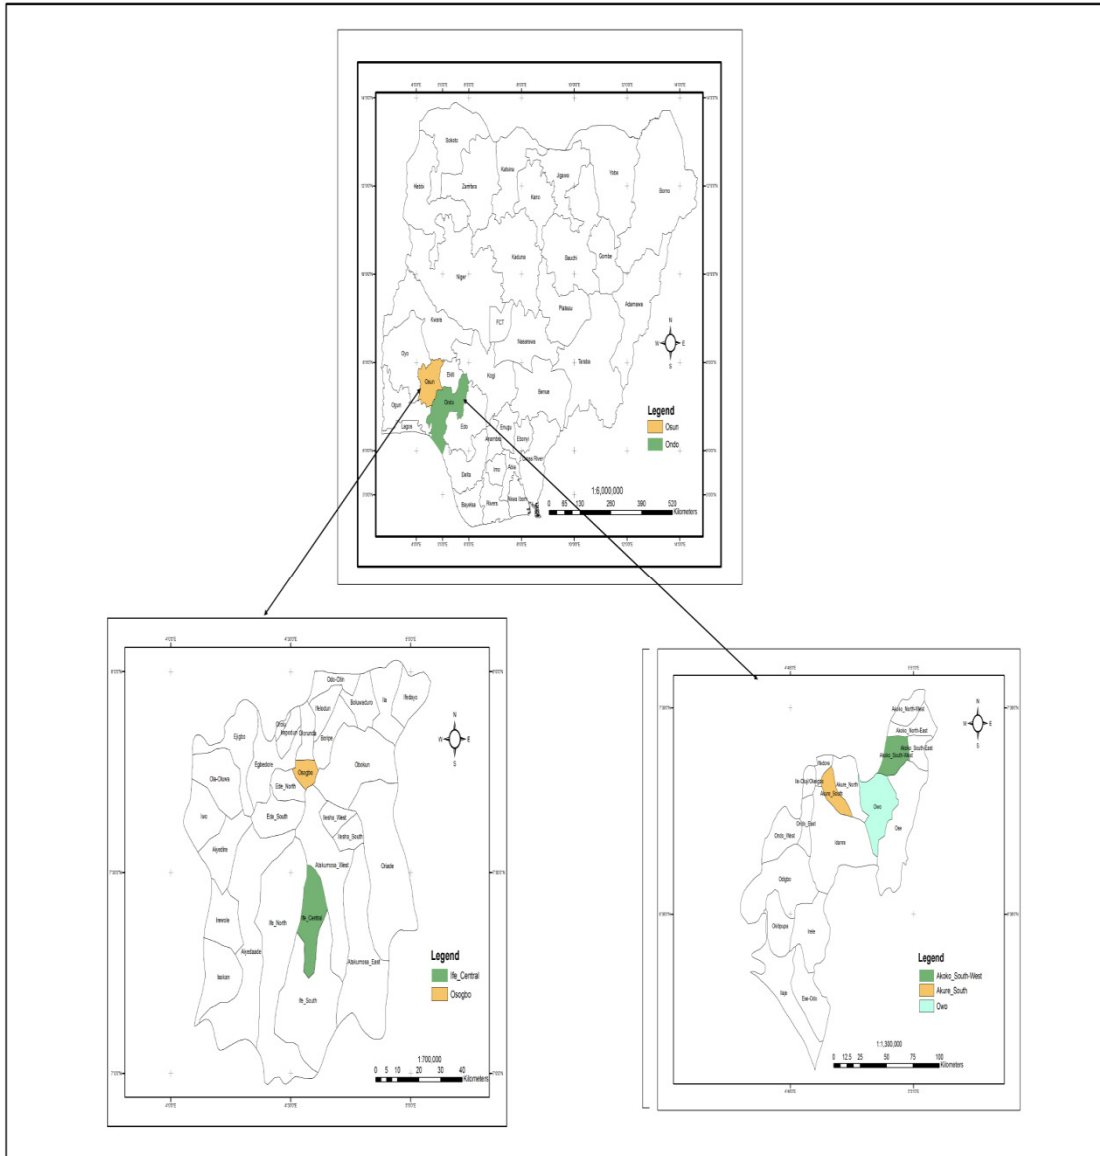 Sokoto
Katsina
Jigawa
Yobe
Kebbi
Zamfara
Kano
Borno
Kaduna
Bauchi
Gombe
Niger
Plateau
Adamawa
Kwara
FCT
Nasarawa
Oyo
Taraba
Osun
Ekiti
Kogi
Benue
Ogun
Ondo
Edo
Enugu
Lagos
Anambra
Ebonyi
Cross River
Delta
Imo
Abia
Bayelsa
Rivers
Akwa Ibom
N
W E
S
Legend
Osun
Ondo
1:6,000,000
0 65 130 260 390 520
Kilometers
Odo-Otin
Ifelodun
Boluwaduro
Ila
Ifedayo
Ejigbo
Olorunda
Boripe
Egbedore
Osogbo
Obokun
Ola-Oluwa
Ede_North
Iwo
Ede_South
Ilesha_West
Ilesha_South
Aiyedire
Atakumosa_West
Oriade
Irewole
Ife_North
Ife_Central
Aiyedaade
Isokan
Atakumosa_East
Ife_South
N
W E
S
Legend
Ife_Central
Osogbo
1:700,000
0 5 10 20 30 40
Kilometers
Akoko_North-West
Akoko_North-East
Akoko_South-East
Akoko_South-West
Ifedore
Akure_North
Akure_South
Owo
Ondo_East
Ondo_West
Ose
Idanre
Odigbo
Okitipupa
Irele
Ilaje
Ese-Odo
N
W E
S
Legend
Akoko_South-West
Akure_South
Owo
1:1,300,000
0 12.5 25 50 75 100
Kilometers